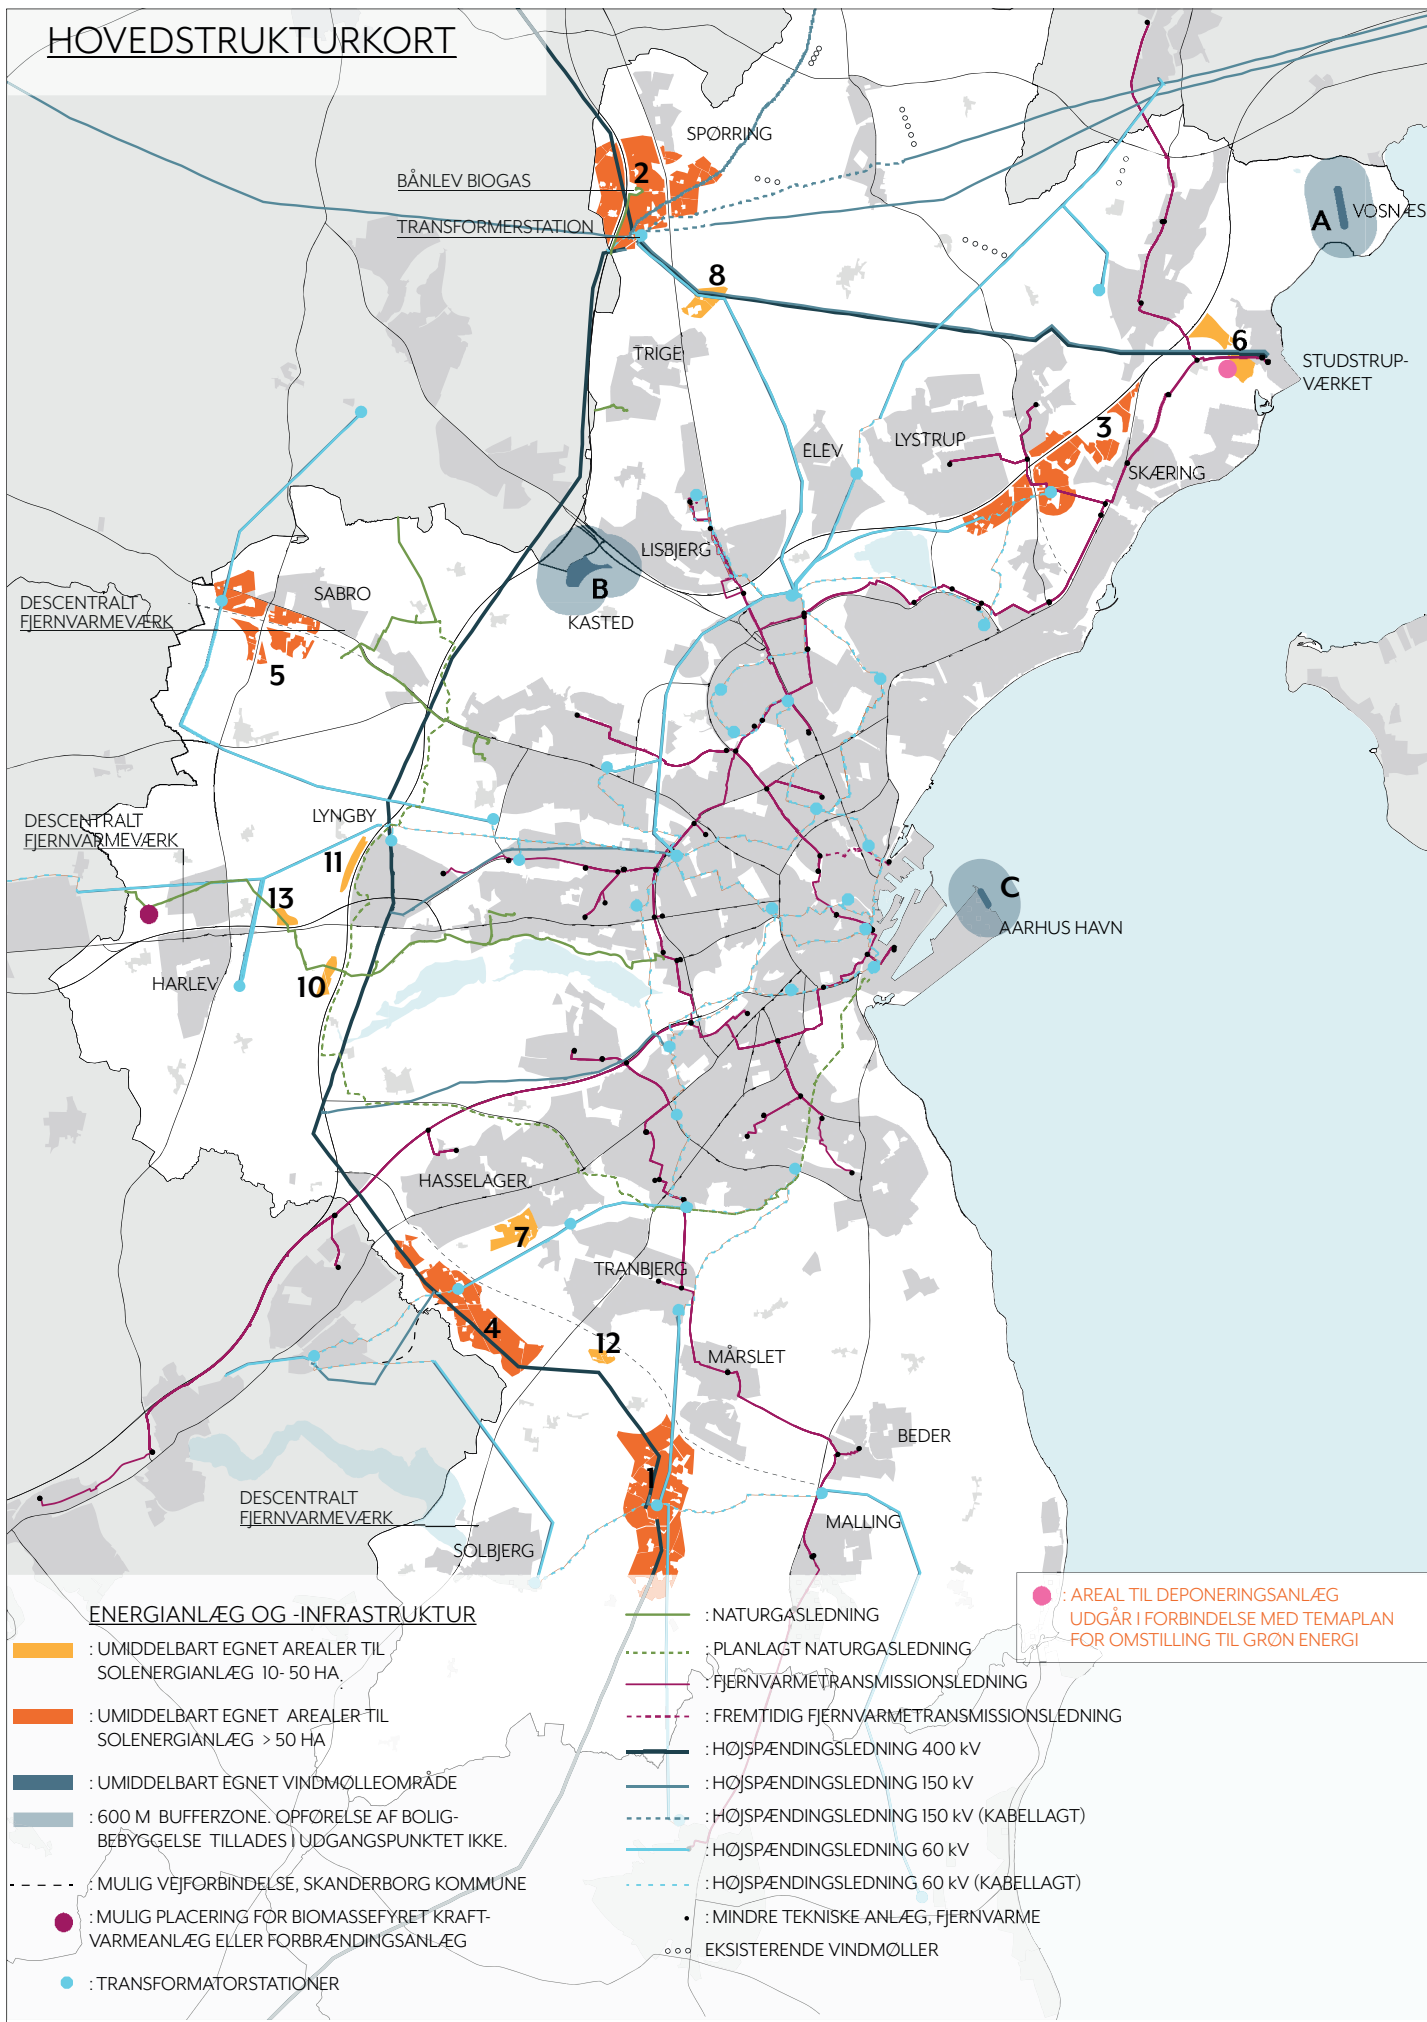 HOVEDSTRUKTURKORT
SPØRRING
2
BÅNLEV BIOGAS
TRANSFORMERSTATION
A
VOSNÆS
8
6
TRIGE
STUDSTRUP-
VÆRKET
3
ELEV
LYSTRUP
SKÆRING
LISBJERG
B
KASTED
SABRO
DESCENTRALT
FJERNVARMEVÆRK
5
LYNGBY
DESCENTRALT
FJERNVARMEVÆRK
11
13
C
AARHUS HAVN
HARLEV
10
HASSELAGER
7
TRANBJERG
4
12
MÅRSLET
BEDER
1
DESCENTRALT
FJERNVARMEVÆRK
MALLING
SOLBJERG
ENERGIANLÆG OG -INFRASTRUKTUR
: UMIDDELBART EGNET AREALER TIL
SOLENERGIANLÆG 10-50 HA
: UMIDDELBART EGNET AREALER TIL
SOLENERGIANLÆG > 50 HA
: UMIDDELBART EGNET VINDMØLLEOMRÅDE
: 600 M BUFFERZONE. OPFØRELSE AF BOLIG-
BEBYGGELSE TILLADES I UDGANGSPUNKTET IKKE.
: MULIG VEJFORBINDELSE, SKANDERBORG KOMMUNE
: MULIG PLACERING FOR BIOMASSEFYRET KRAFT-
VARMEANLÆG ELLER FORBRÆNDINGSANLÆG
: TRANSFORMATORSTATIONER
: NATURGASLEDNING
: PLANLAGT NATURGASLEDNING
: FJERNVARMETRANSMISSIONSLEDNING
: FREMTIDIG FJERNVARMETRANSMISSIONSLEDNING
: HØJSPÆNDINGSLEDNING 400 kV
: HØJSPÆNDINGSLEDNING 150 kV
: HØJSPÆNDINGSLEDNING 150 kV (KABELLAGT)
: HØJSPÆNDINGSLEDNING 60 kV
: HØJSPÆNDINGSLEDNING 60 kV (KABELLAGT)
: MINDRE TEKNISKE ANLÆG, FJERNVARME
EKSISTERENDE VINDMØLLER
: AREAL TIL DEPONERINGSANLÆG
UDGÅR I FORBINDELSE MED TEMAPLAN
FOR OMSTILLING TIL GRØN ENERGI